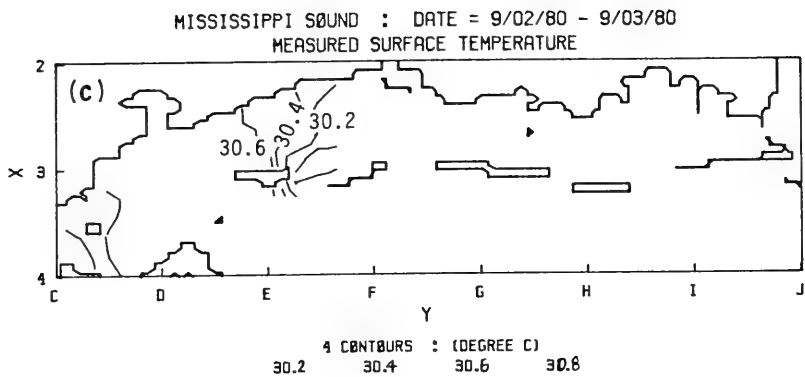 MISSISSIPPI SØUND : DATE = 9/02/80 - 9/03/80
MEASURED SURFACE TEMPERATURE
2
(c)
30.4
30.2
30.6
X
3
4
C D E F G H I J
Y
4 CØNTØURS : (DEGREE C)
30.2 30.4 30.6 30.8